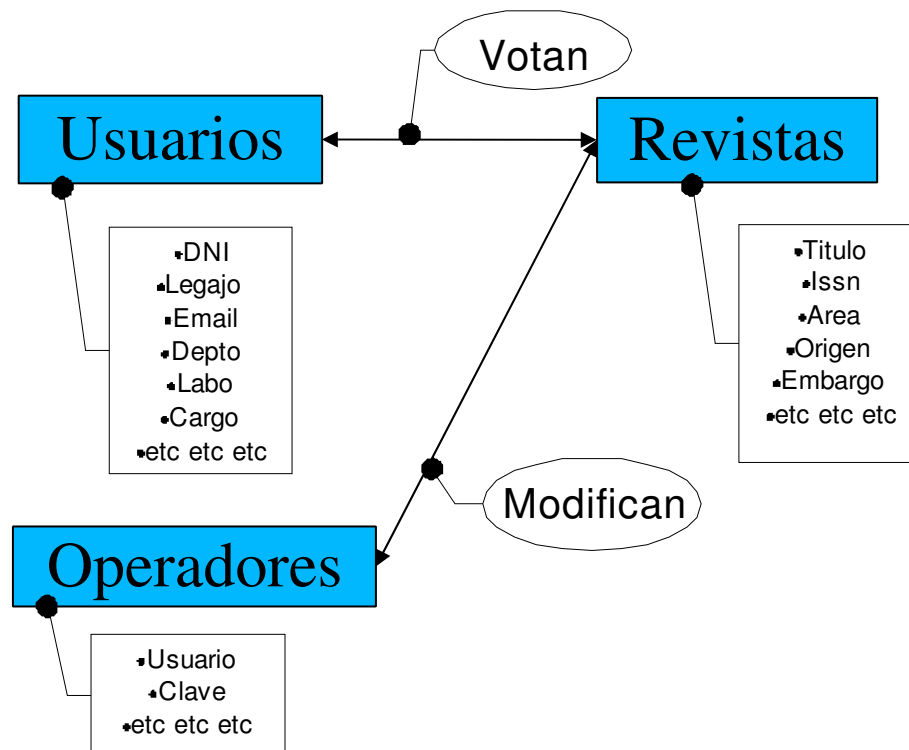 Votan
Usuarios
Revistas
DNI
Legajo
Email
Depto
Labo
Cargo
etc etc etc
Titulo
Issn
Area
Origen
Embargo
etc etc etc
Modifican
Operadores
Usuario
Clave
etc etc etc